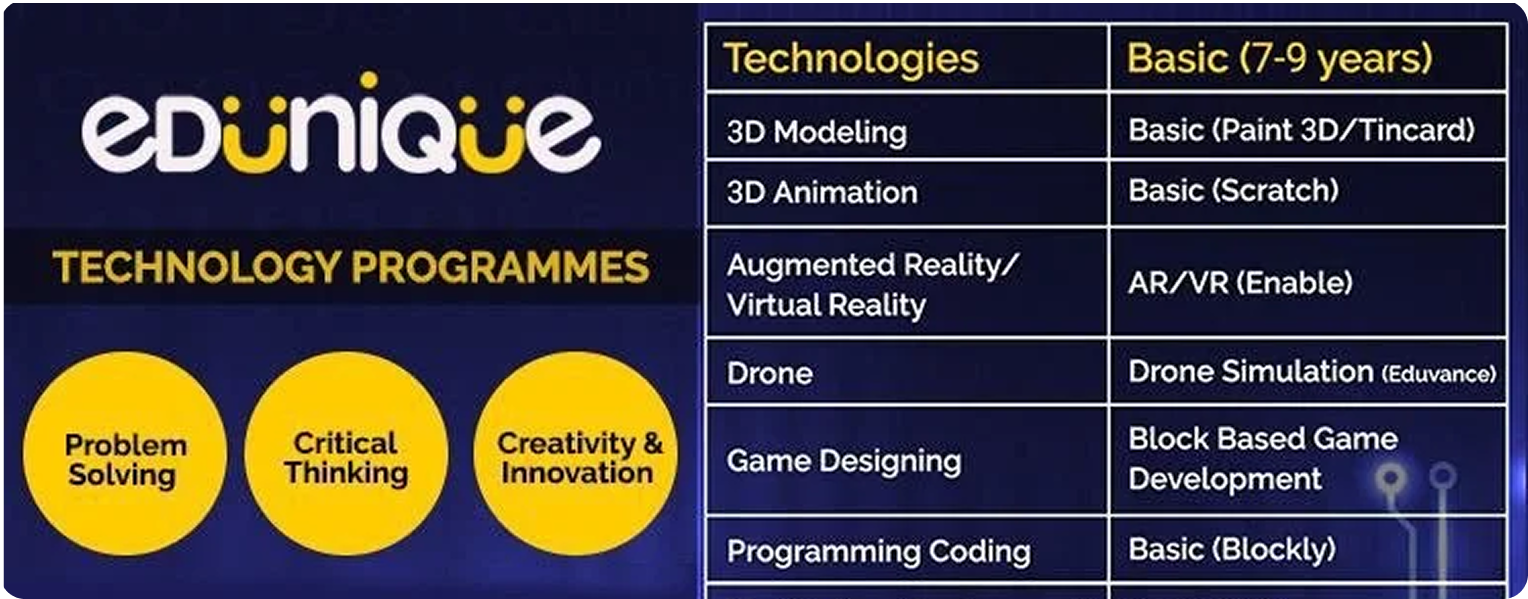 eDüniQüe
TECHNOLOGY PROGRAMMES
Problem
Solving
Critical
Thinking
Creativity &
Innovation
Technologies
Basic (7-9 years)
3D Modeling
Basic (Paint 3D/Tincard)
3D Animation
Basic (Scratch)
Augmented Reality/
Virtual Reality
AR/VR (Enable)
Drone
Drone Simulation (Eduvance)
Game Designing
Block Based Game
Development
Programming Coding
Basic (Blockly)